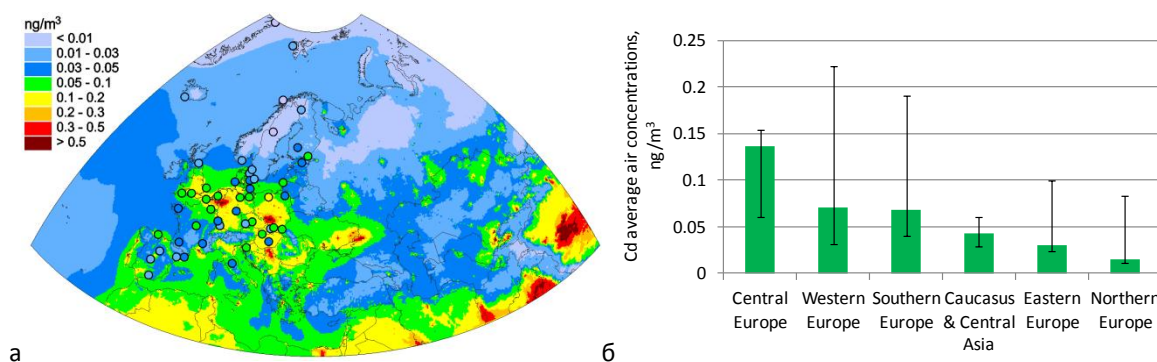 ng/m³
< 0.01
0.01 - 0.03
0.03 - 0.05
0.05 - 0.1
0.1 - 0.2
0.2 - 0.3
0.3 - 0.5
> 0.5
а
Cd average air concentrations,
ng/m³
0.25
0.2
0.15
0.1
0.05
0
Central
Europe
Western
Europe
Southern
Europe
Caucasus
& Central
Asia
Eastern
Europe
Northern
Europe
б